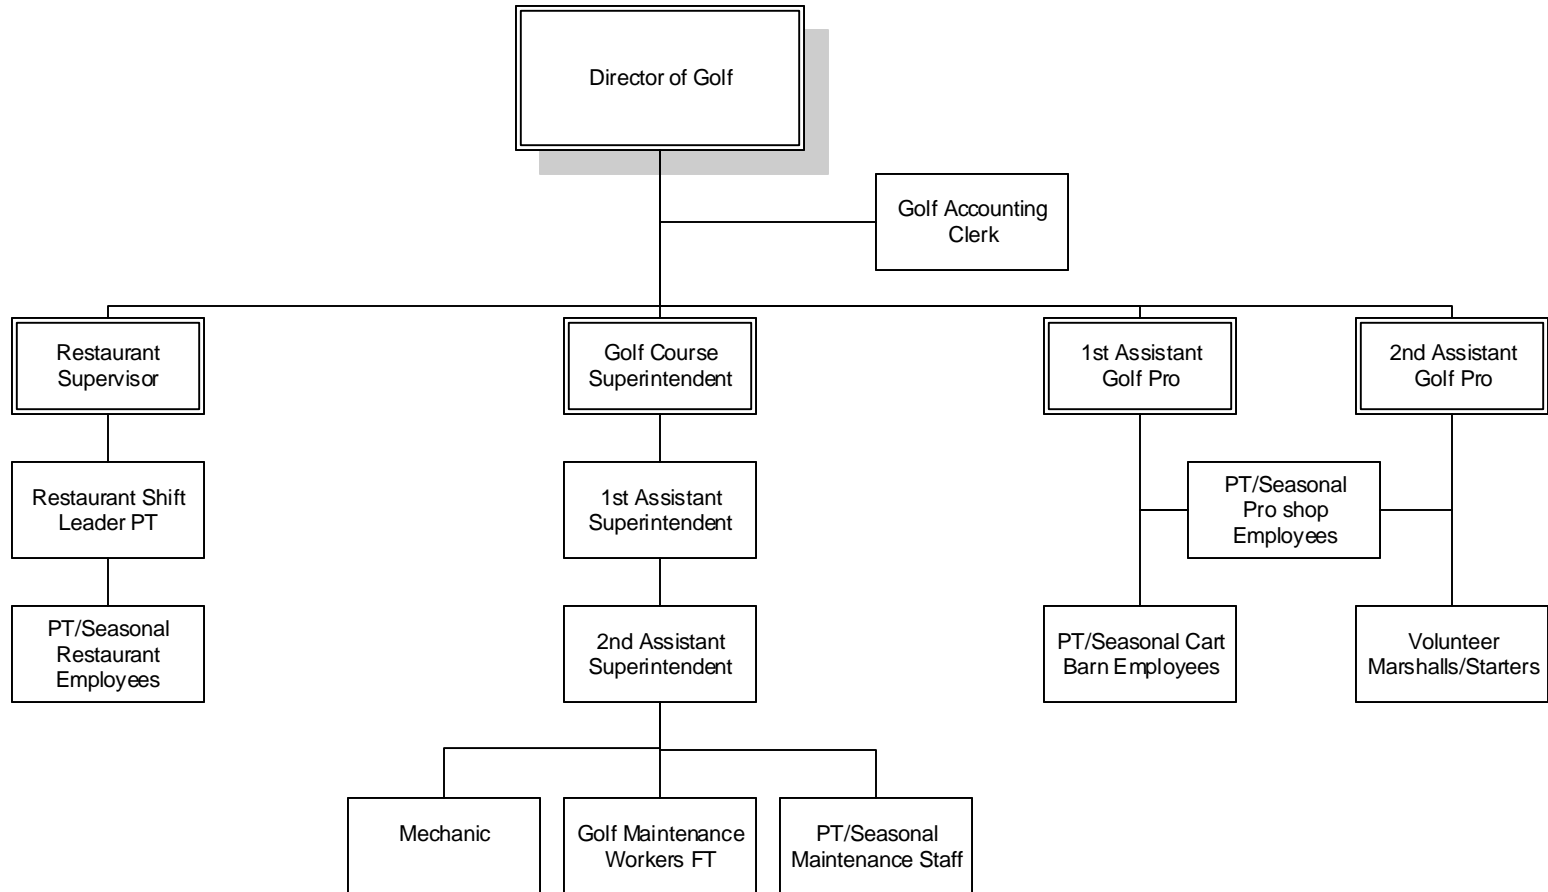 Director of Golf
Golf Accounting
Clerk
Restaurant
Supervisor
Golf Course
Superintendent
1st Assistant
Golf Pro
2nd Assistant
Golf Pro
Restaurant Shift
Leader PT
1st Assistant
Superintendent
PT/Seasonal
Pro shop
Employees
PT/Seasonal
Restaurant
Employees
2nd Assistant
Superintendent
PT/Seasonal Cart
Barn Employees
Volunteer
Marshalls/Starters
Mechanic
Golf Maintenance
Workers FT
PT/Seasonal
Maintenance Staff